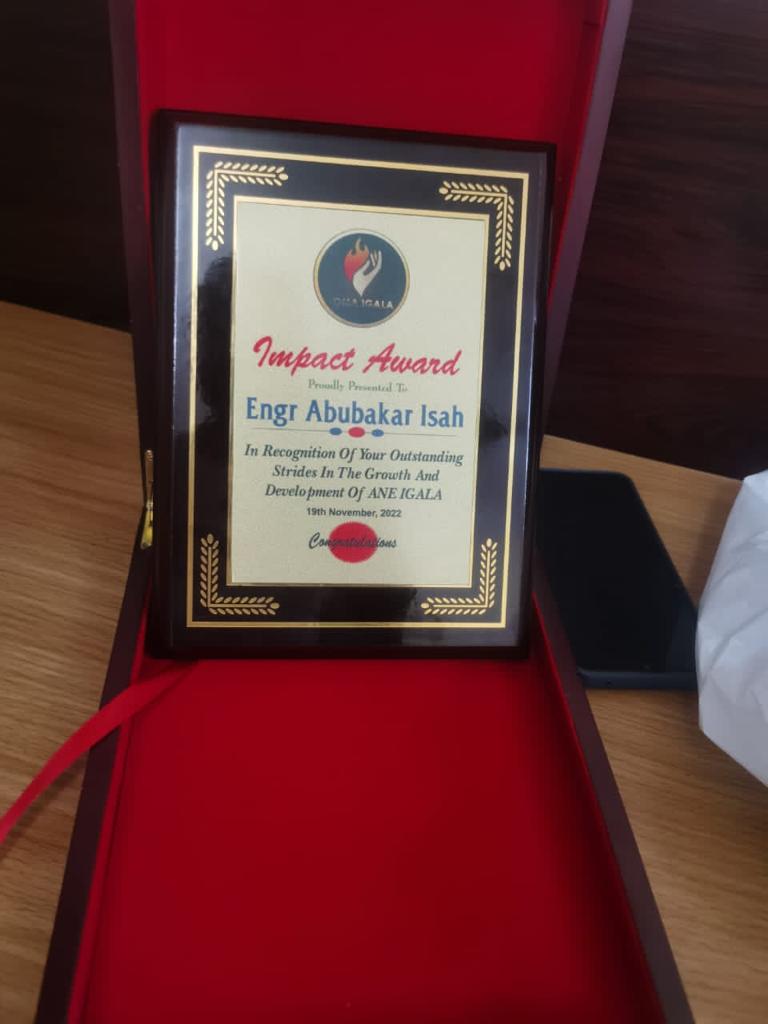 IGALA
Impact Award
Proudly Presented To
Engr Abubakar Isah
In Recognition Of Your Outstanding
Strides In The Growth And
Development Of ANE IGALA
19th November, 2022
Congratulations